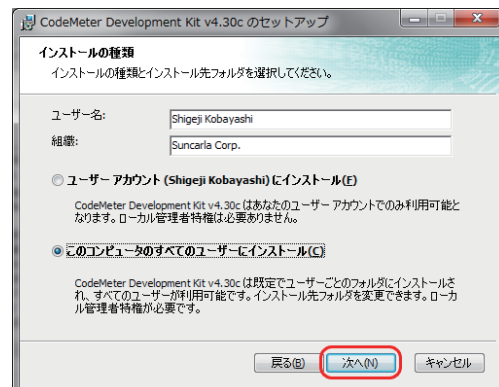 CodeMeter Development Kit v4.30c のセットアップ
インストールの種類
インストールの種類とインストール先フォルダを選択してください。
ユーザー名:
Shigeji Kobayashi
組織:
Suncarla Corp.
ユーザー アカウント (Shigeji Kobayashi) にインストール(F)
CodeMeter Development Kit v4.30c はあなたのユーザー アカウントでのみ利用可能と
なります。ローカル管理者特権は必要ありません。
このコンピュータのすべてのユーザーにインストール(C)
CodeMeter Development Kit v4.30c は既定でユーザーごとのフォルダにインストールさ
れ、すべてのユーザーが利用可能です。インストール先フォルダを変更できます。ローカ
ル管理者特権が必要です。
戻る(B)
次へ(N)
キャンセル